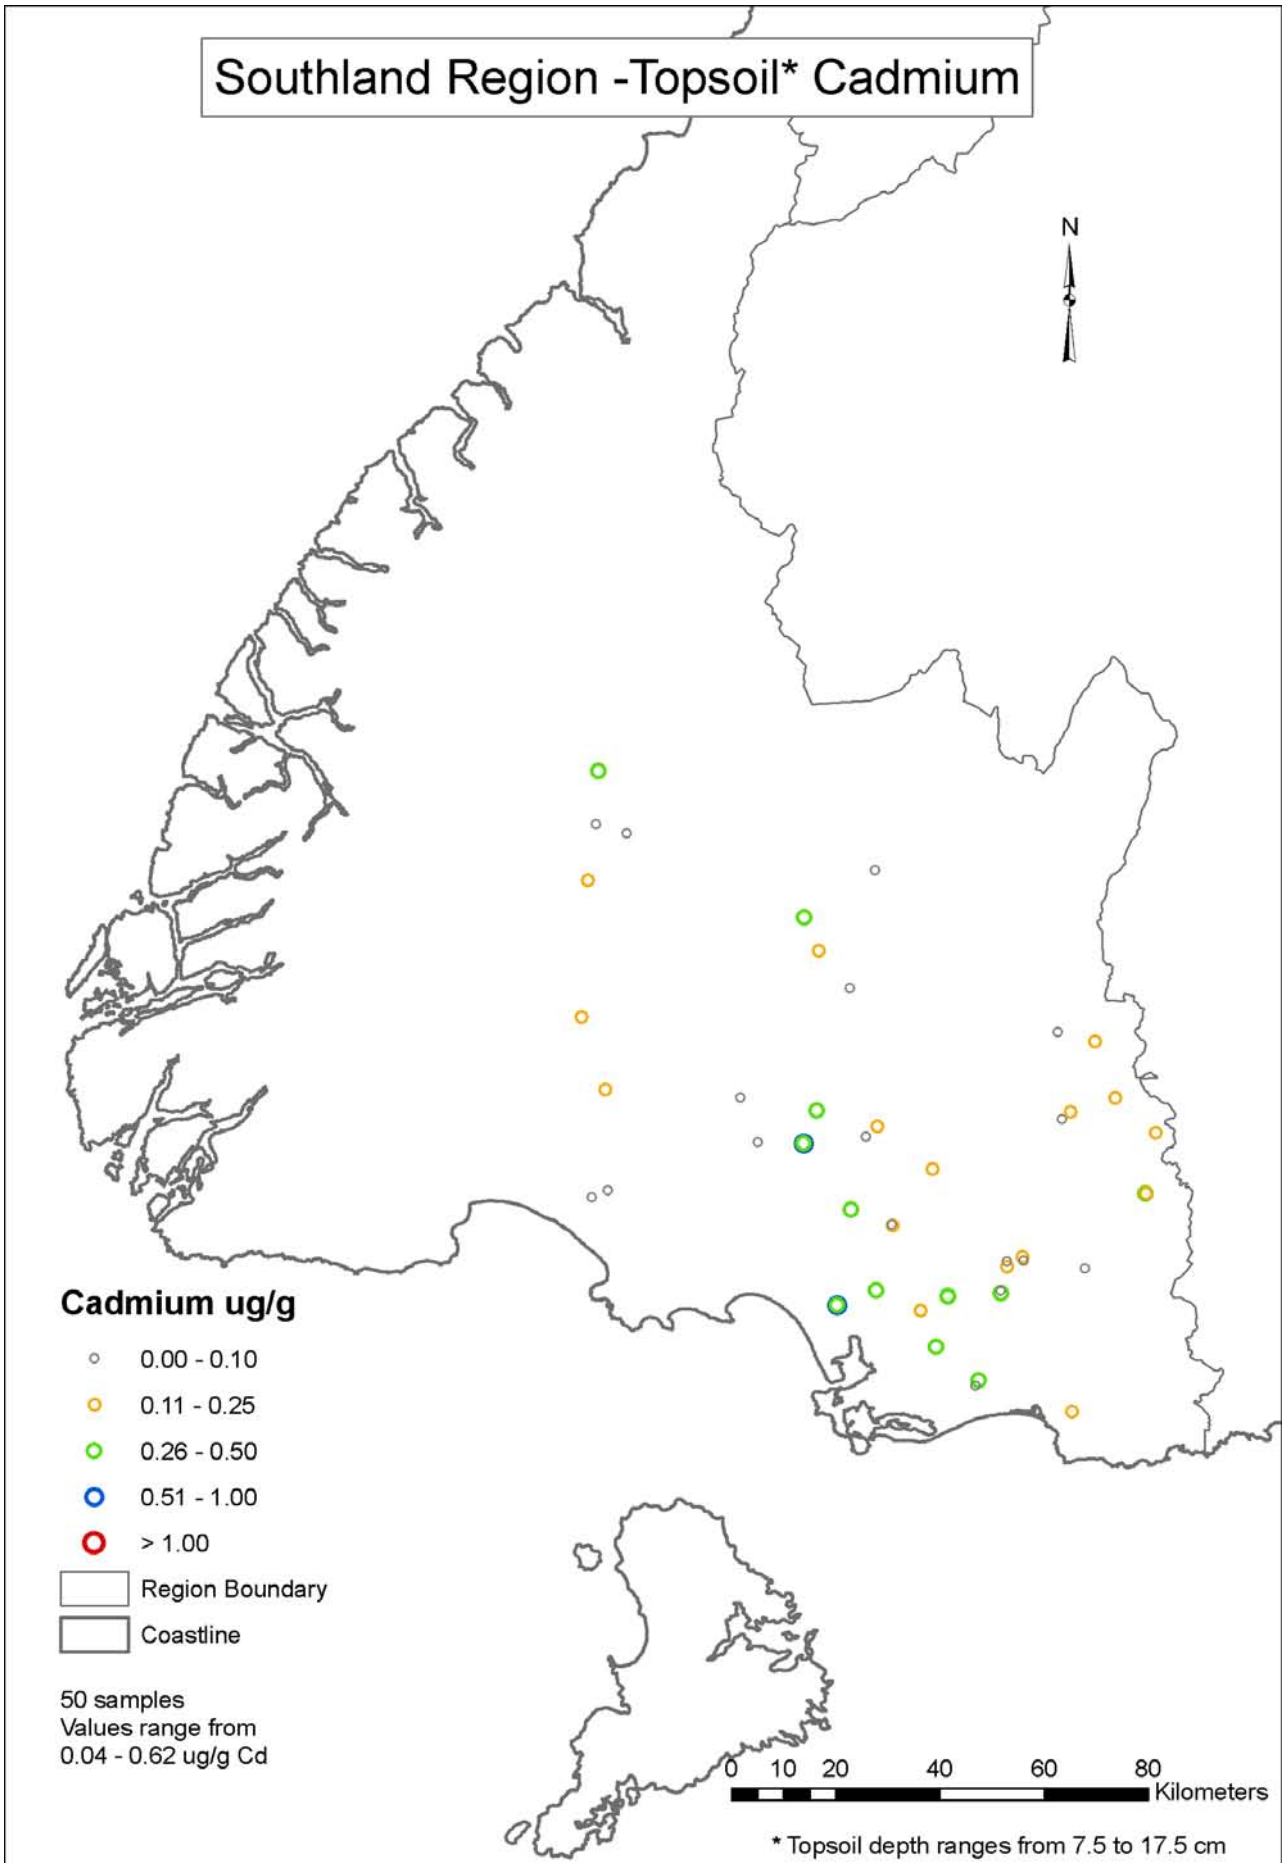 Southland Region -Topsoil* Cadmium
N
Cadmium ug/g
0.00 - 0.10
0.11 - 0.25
0.26 - 0.50
0.51 - 1.00
> 1.00
Region Boundary
Coastline
50 samples
Values range from
0.04 - 0.62 ug/g Cd
0 10 20 40 60 80
Kilometers
* Topsoil depth ranges from 7.5 to 17.5 cm